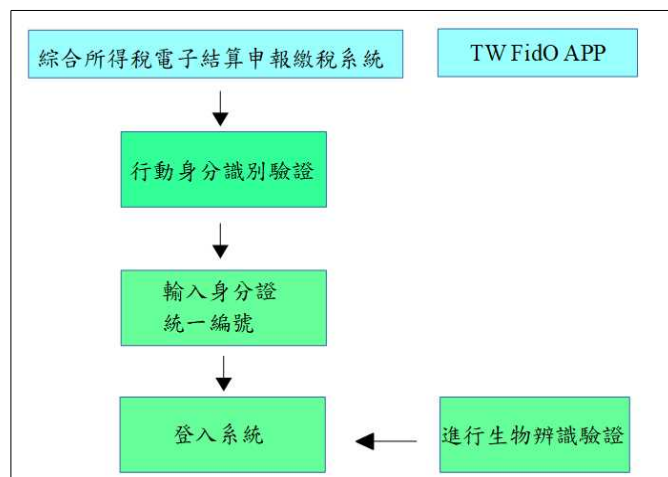 綜合所得稅電子結算申報繳稅系統
TW FidO APP
行動身分識別驗證
輸入身分證
統一編號
登入系統
進行生物辨識驗證